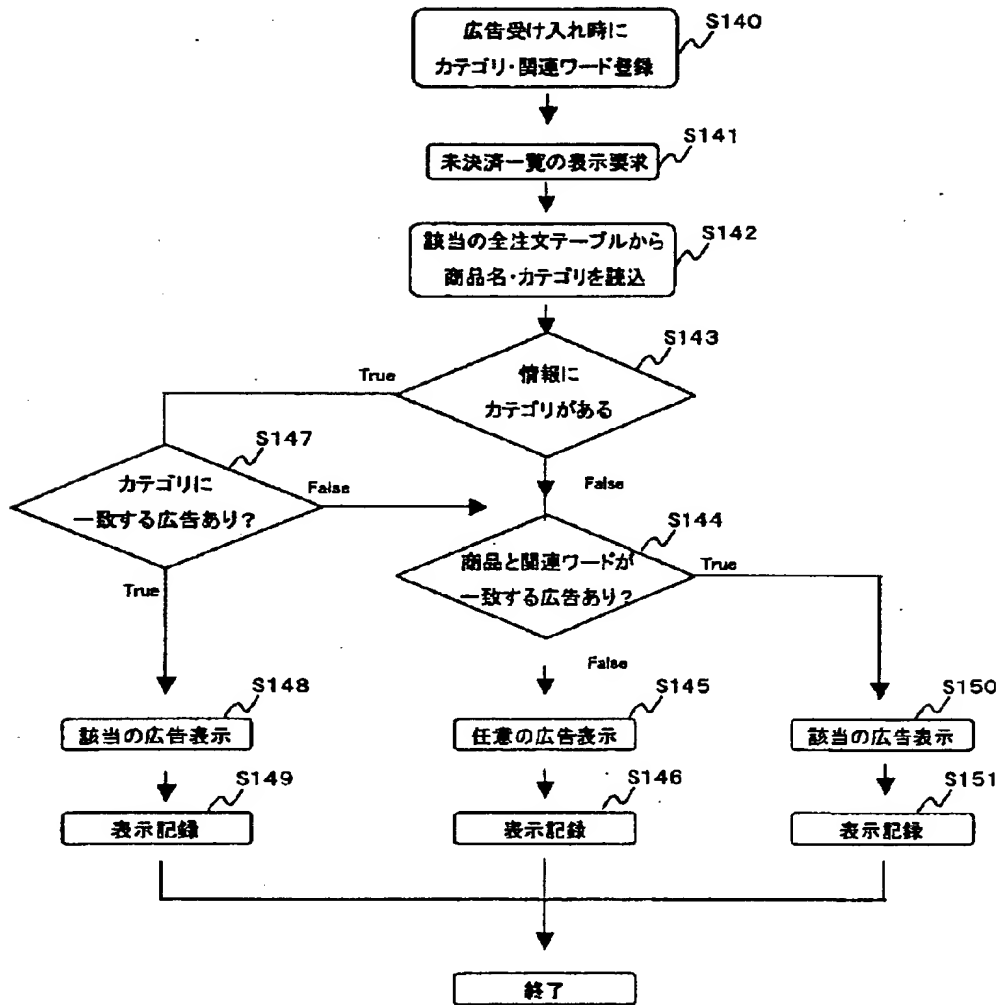 広告受け入れ時に
カテゴリ・関連ワード登録
S140
未決済一覧の表示要求
S141
該当の全注文テーブルから
商品名・カテゴリを読込
S142
情報に
カテゴリがある
S143
True
False
カテゴリに
一致する広告あり?
S147
False
True
商品と関連ワードが
一致する広告あり?
S144
True
False
該当の広告表示
S148
任意の広告表示
S145
該当の広告表示
S150
表示記録
S149
表示記録
S146
表示記録
S151
終了